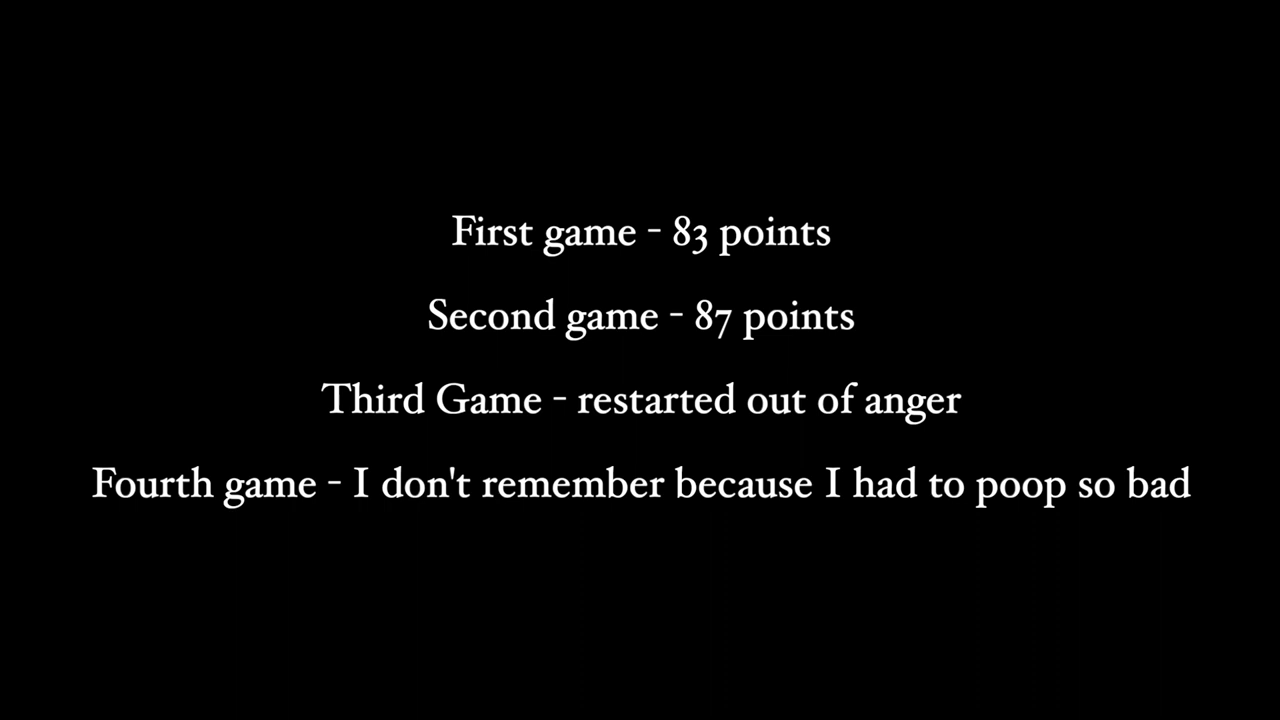 First game - 83 points
Second game - 87 points
Third Game - restarted out of anger
Fourth game - I don't remember because I had to poop so bad